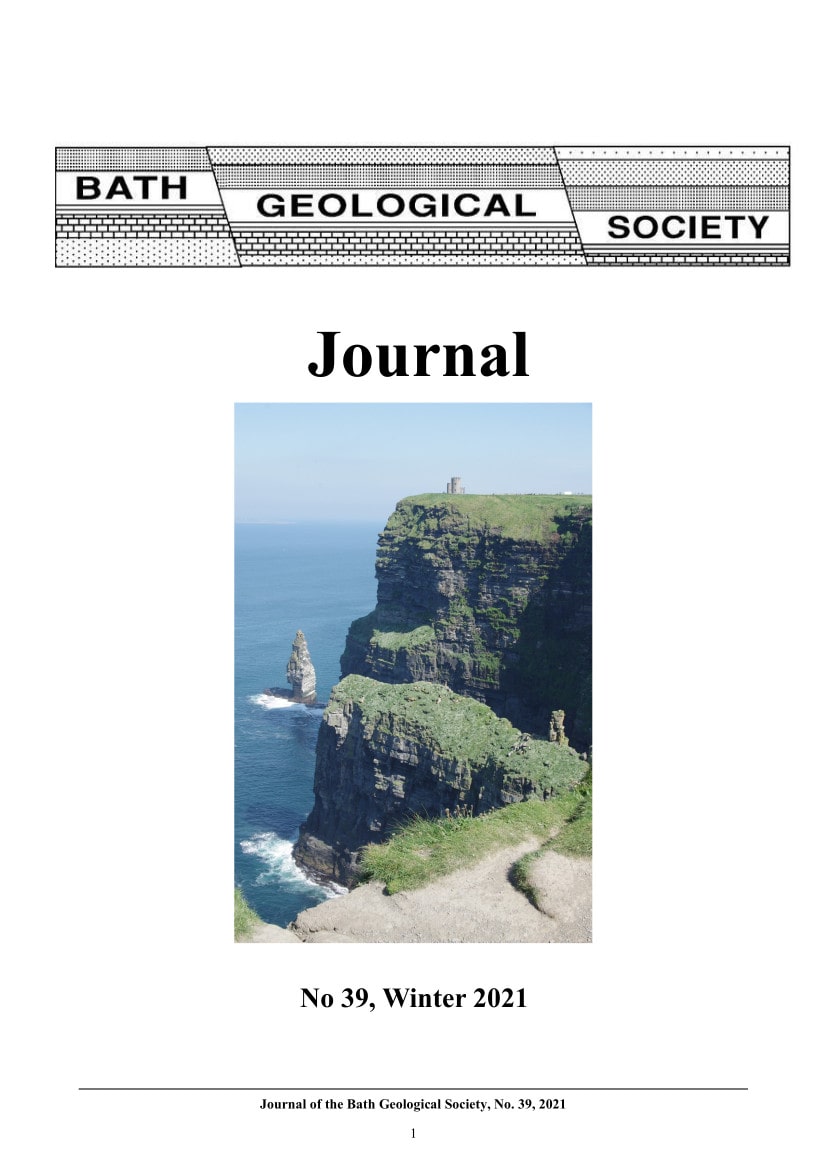 BATH
GEOLOGICAL
SOCIETY
Journal
No 39, Winter 2021
Journal of the Bath Geological Society, No. 39, 2021
1